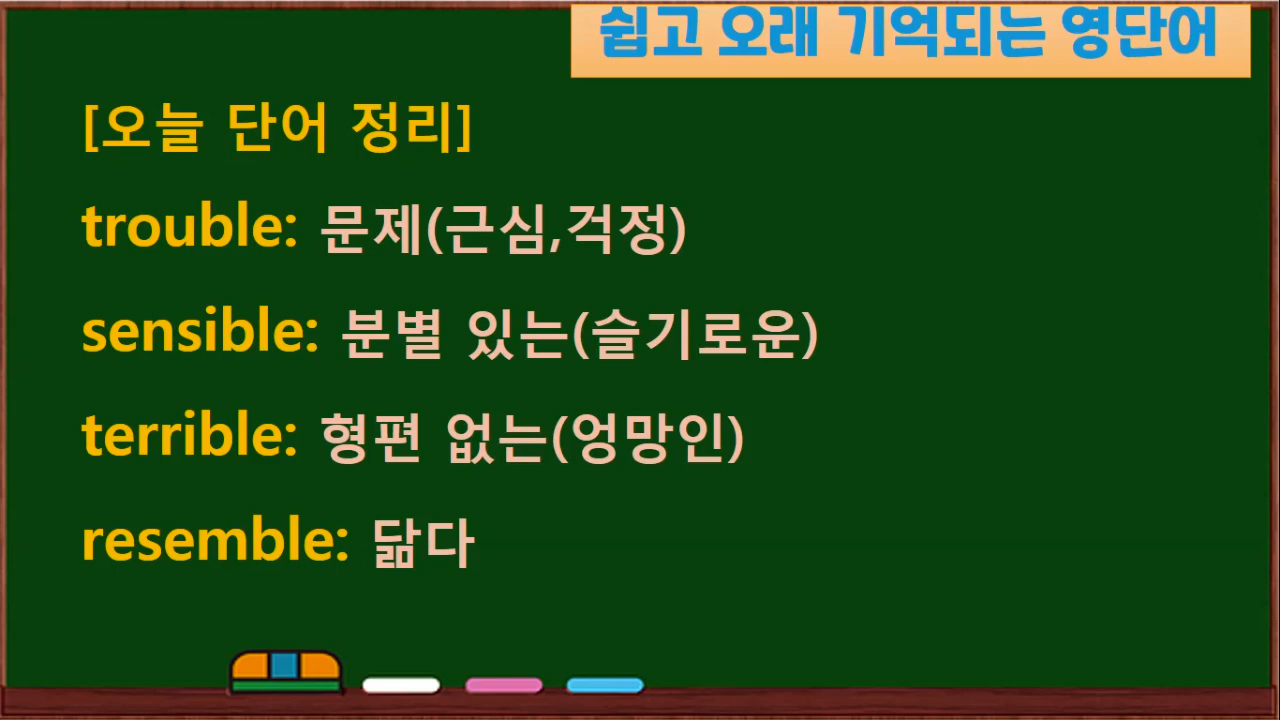 쉽고 오래 기억되는 영단어
[오늘 단어 정리]
trouble: 문제(근심,걱정)
sensible: 분별 있는(슬기로운)
terrible: 형편 없는(엉망인)
resemble: 닮다